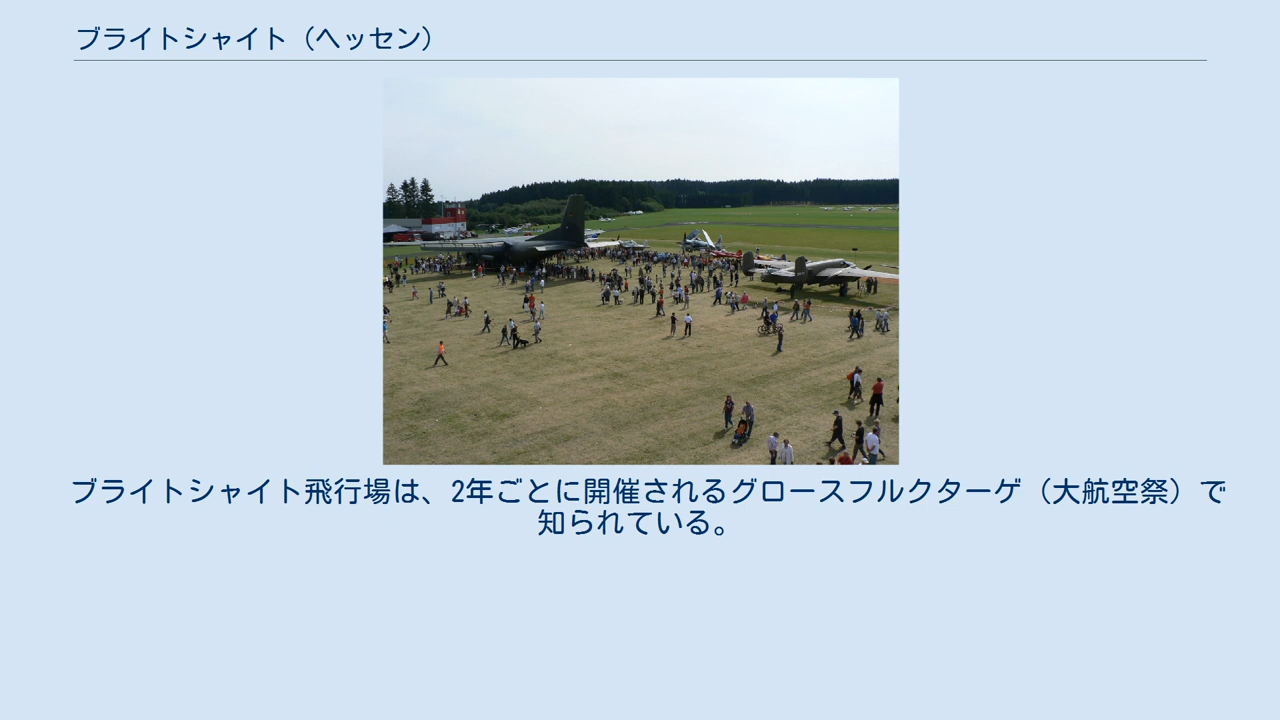 ブライトシャイト（ヘッセン）
ブライトシャイト飛行場は、2年ごとに開催されるグロースフルクターゲ（大航空祭）で
知られている。